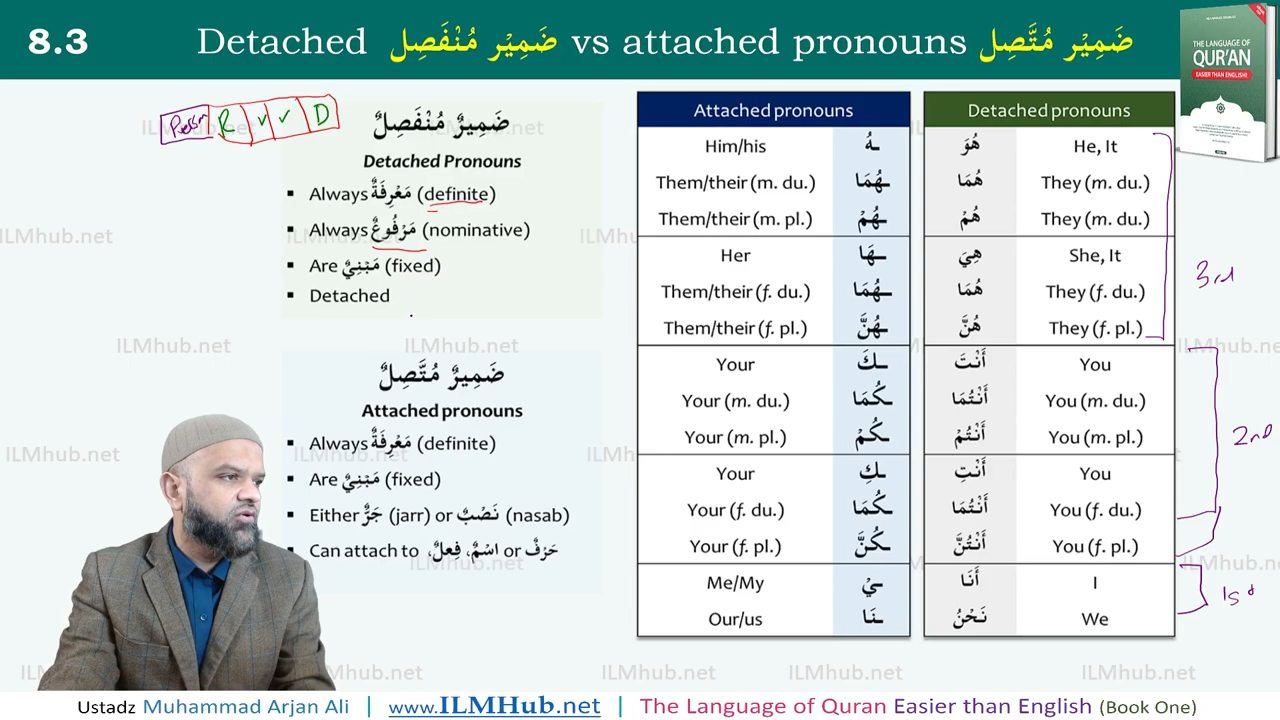 8.3 Detached ضَمِيْر مُنْفَصِل vs attached pronouns ضَمِيْر مُتَّصِل
THE LANGUAGE OF
QUR'AN
EASIER THAN ENGLISH!
Person R ✓ ✓ D
ضَمِيرٌ مُنْفَصِلٌ
Detached Pronouns
▪ Always مَعْرِفَةٌ (definite)
▪ Always مَرْفُوعٌ (nominative)
▪ Are مَبْنِيٌّ (fixed)
▪ Detached
ضَمِيرٌ مُتَّصِلٌ
Attached pronouns
▪ Always مَعْرِفَةٌ (definite)
▪ Are مَبْنِيٌّ (fixed)
▪ Either جَرٌّ (jarr) or نَصْبٌ (nasab)
▪ Can attach to اسْمٌ، فِعلٌ، or حَرْفٌ
Attached pronouns Detached pronouns
Him/his ـهُ هُوَ He, It
Them/their (m. du.) ـهُمَا هُمَا They (m. du.)
Them/their (m. pl.) ـهُمْ هُمْ They (m. du.)
Her ـهَا هِيَ She, It
Them/their (f. du.) ـهُمَا هُمَا They (f. du.)
Them/their (f. pl.) ـهُنَّ هُنَّ They (f. pl.)
Your ـكَ أَنْتَ You
Your (m. du.) ـكُمَا أَنْتُمَا You (m. du.)
Your (m. pl.) ـكُمْ أَنْتُمْ You (m. pl.)
Your ـكِ أَنْتِ You
Your (f. du.) ـكُمَا أَنْتُمَا You (f. du.)
Your (f. pl.) ـكُنَّ أَنْتُنَّ You (f. pl.)
Me/My ـيْ أَنَا I
Our/us ـنَا نَحْنُ We
3rd
2nd
1st
ILMhub.net
Ustadz Muhammad Arjan Ali | www.ILMHub.net | The Language of Quran Easier than English (Book One)